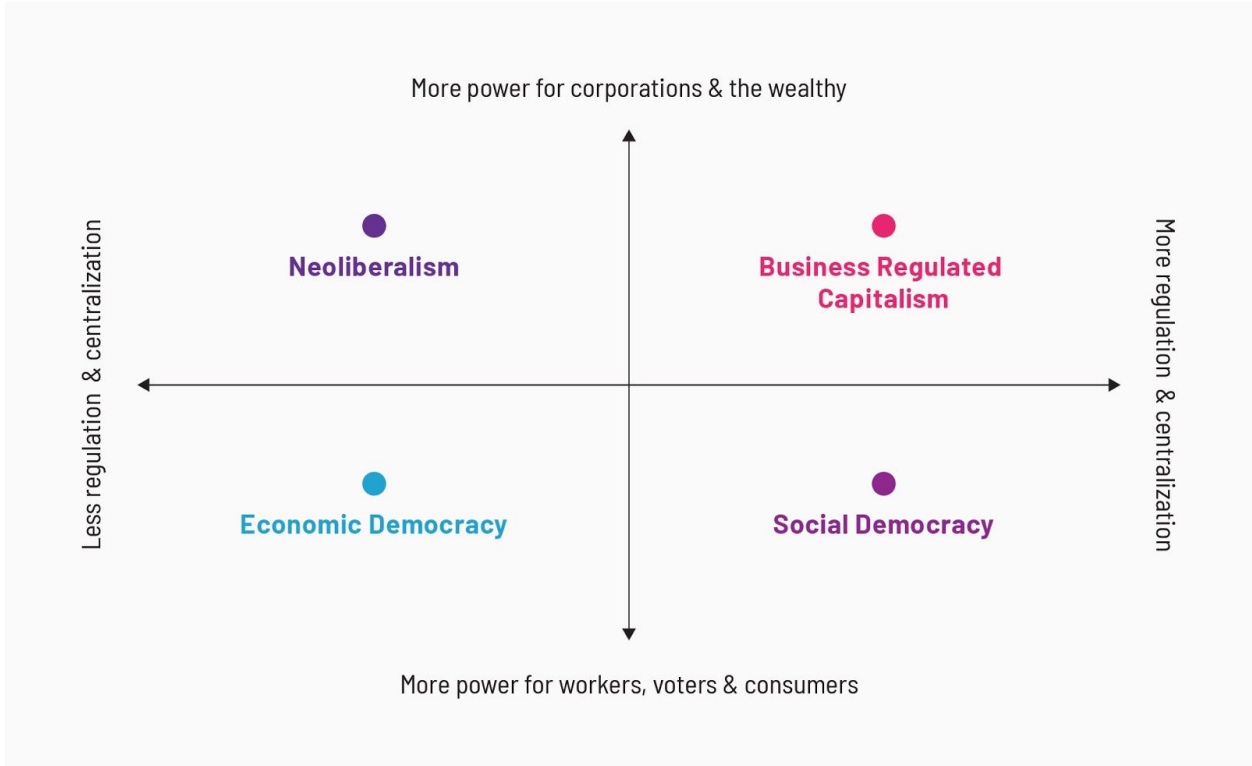 More power for corporations & the wealthy
Less regulation & centralization
Neoliberalism
Business Regulated
Capitalism
More regulation & centralization
Economic Democracy
Social Democracy
More power for workers, voters & consumers